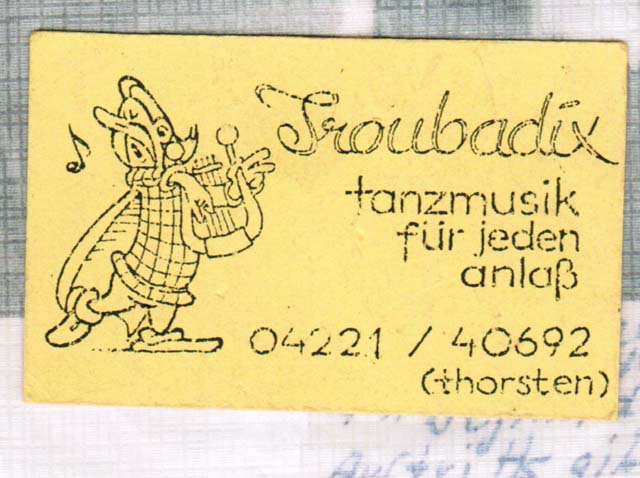 Troubadix
tanzmusik
für jeden
anlaß
04221 / 40692
(thorsten)